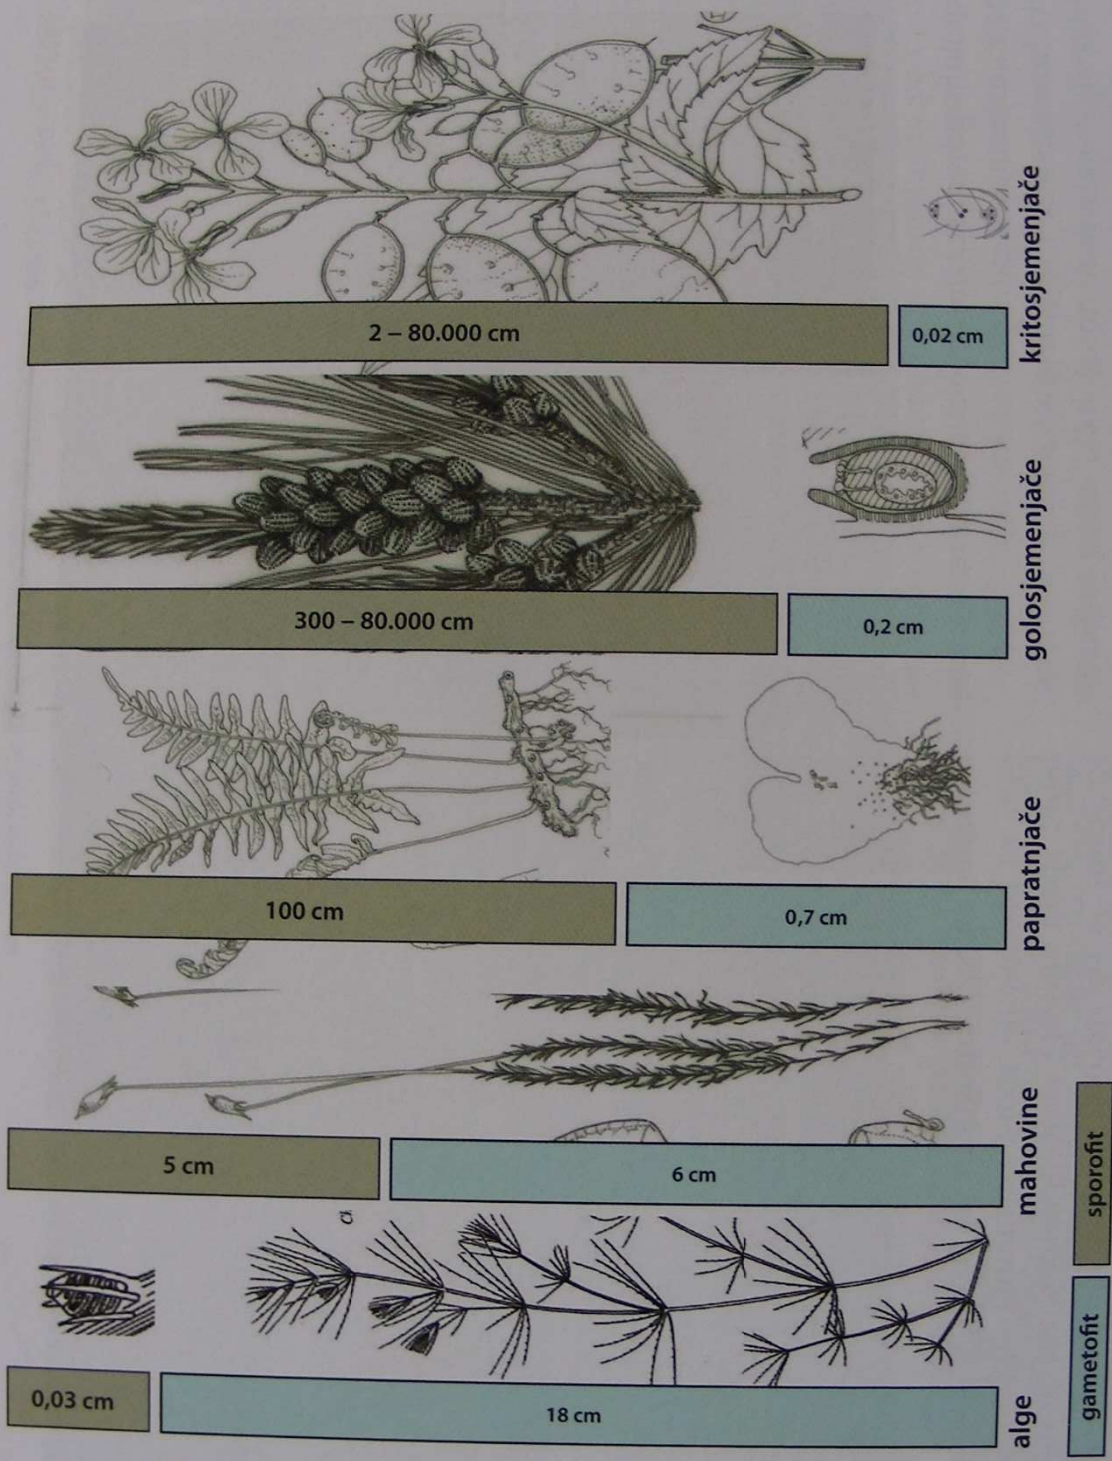 2 – 80.000 cm
0,02 cm
kritosjemenjače
300 – 80.000 cm
0,2 cm
golosjemenjače
100 cm
0,7 cm
papratnjače
5 cm
6 cm
mahovine
0,03 cm
18 cm
alge
sporofit
gametofit